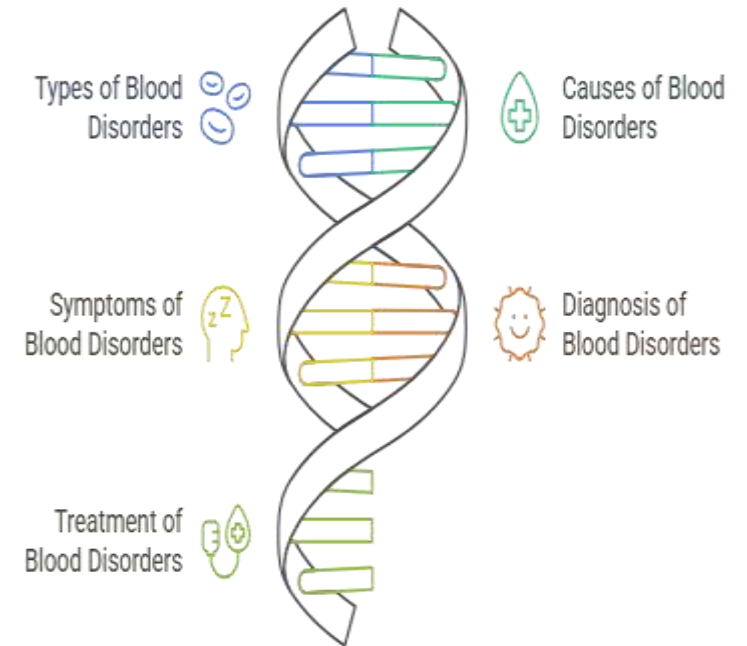 Types of Blood
Disorders
Causes of Blood
Disorders
Symptoms of
Blood Disorders
z Z
Diagnosis of
Blood Disorders
Treatment of
Blood Disorders